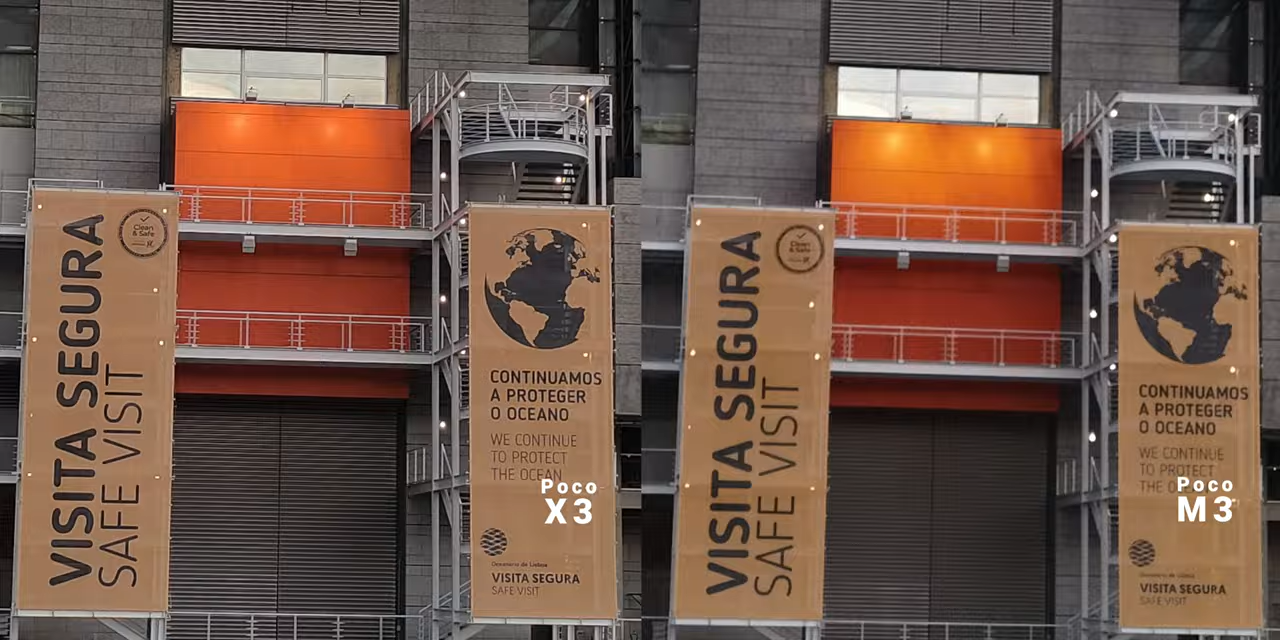 VISITA SEGURA
SAFE VISIT
Clean
& Safe
CONTINUAMOS
A PROTEGER
O OCEANO
WE CONTINUE
TO PROTECT
THE OCEAN
Poco
X3
Oceanário de Lisboa
VISITA SEGURA
SAFE VISIT
VISITA SEGURA
SAFE VISIT
Clean
& Safe
CONTINUAMOS
A PROTEGER
O OCEANO
WE CONTINUE
TO PROTECT
THE
Poco
M3
Oceanário de Lisboa
VISITA SEGURA
SAFE VISIT